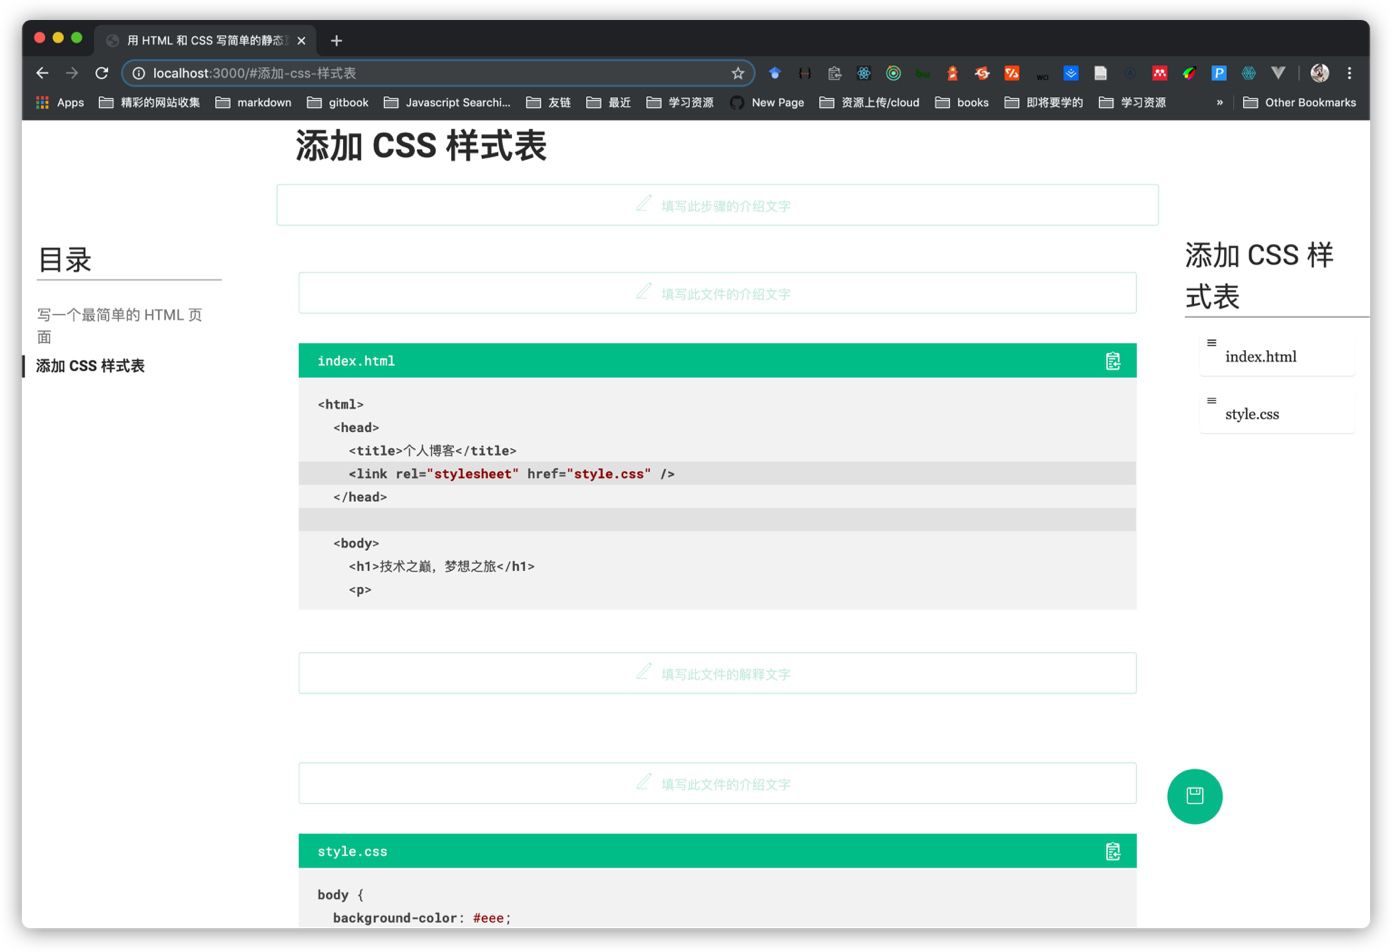 用 HTML 和 CSS 写简单的静态
localhost:3000/#添加-css-样式表
Apps 精彩的网站收集 markdown gitbook Javascript Searchi... 友链 最近 学习资源 New Page 资源上传/cloud books 即将要学的 学习资源 » Other Bookmarks
添加 CSS 样式表
填写此步骤的介绍文字
目录
写一个最简单的 HTML 页
面
添加 CSS 样式表
填写此文件的介绍文字
index.html
<html>
<head>
<title>个人博客</title>
<link rel="stylesheet" href="style.css" />
</head>
<body>
<h1>技术之巅，梦想之旅</h1>
<p>
填写此文件的解释文字
填写此文件的介绍文字
style.css
body {
background-color: #eee;
添加 CSS 样
式表
index.html
style.css